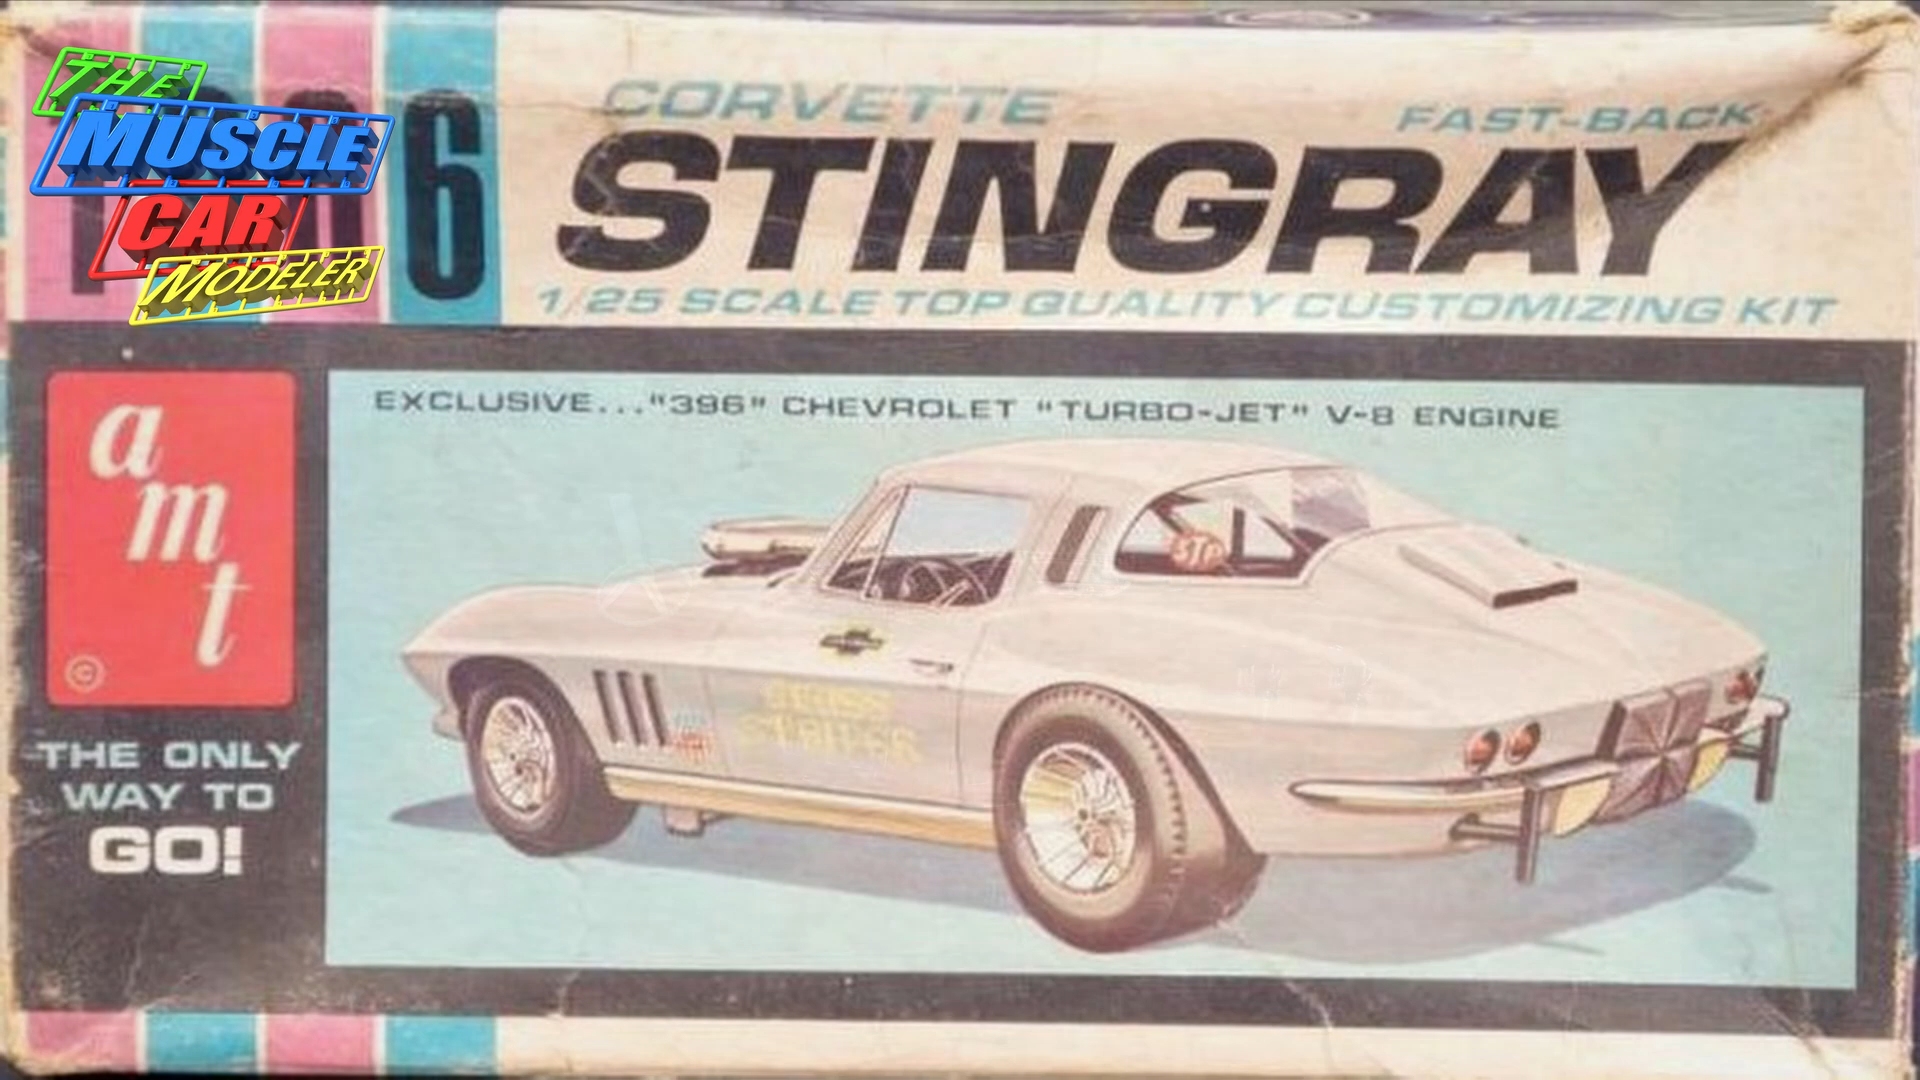 THE
MUSCLE
CAR
MODELER
6
CORVETTE
FAST-BACK
STINGRAY
1/25 SCALE TOP QUALITY CUSTOMIZING KIT
amt
©
EXCLUSIVE..."396" CHEVROLET "TURBO-JET" V-8 ENGINE
STP
THE ONLY
WAY TO
GO!